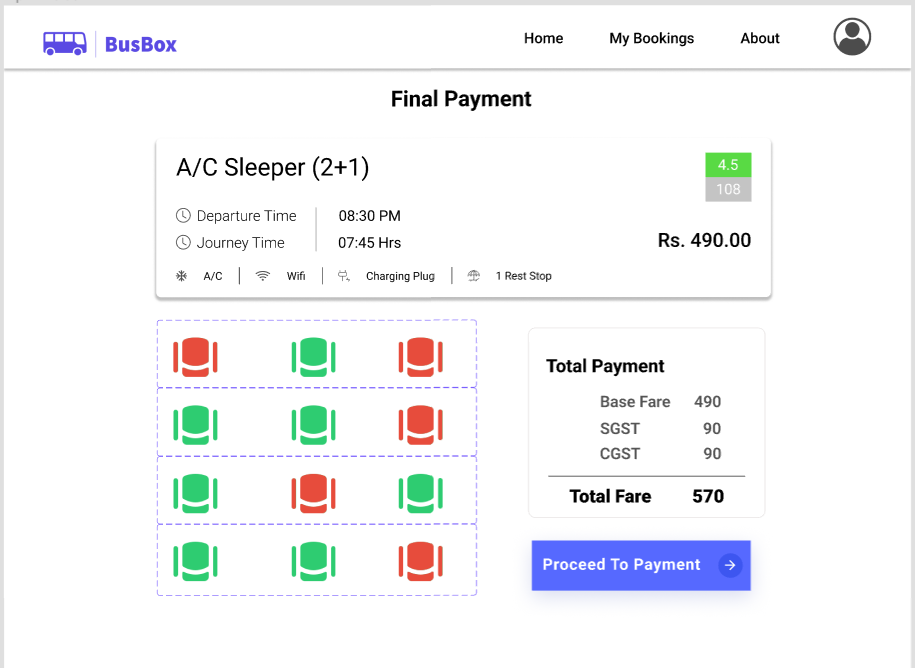 BusBox
Home My Bookings About
Final Payment
A/C Sleeper (2+1)
4.5
108
Departure Time 08:30 PM
Journey Time 07:45 Hrs
Rs. 490.00
A/C Wifi Charging Plug 1 Rest Stop
Total Payment
Base Fare 490
SGST 90
CGST 90
Total Fare 570
Proceed To Payment